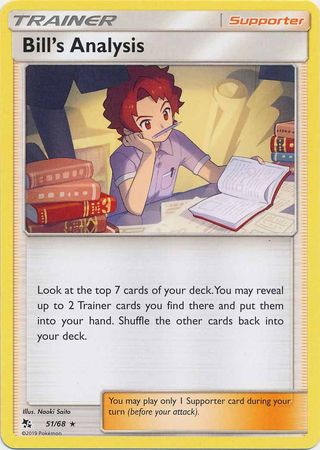 TRAINER
Supporter
Bill's Analysis
Look at the top 7 cards of your deck. You may reveal
up to 2 Trainer cards you find there and put them
into your hand. Shuffle the other cards back into
your deck.
Illus. Naoki Saito
51/68 ★
©2019 Pokémon
You may play only 1 Supporter card during your
turn (before your attack).